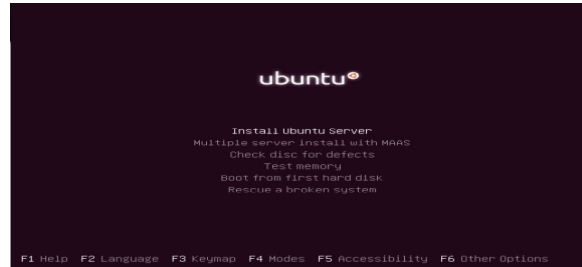 ubuntu®
Install Ubuntu Server
Multiple server install with MAAS
Check disc for defects
Test memory
Boot from first hard disk
Rescue a broken system
F1 Help F2 Language F3 Keymap F4 Modes F5 Accessibility F6 Other Options